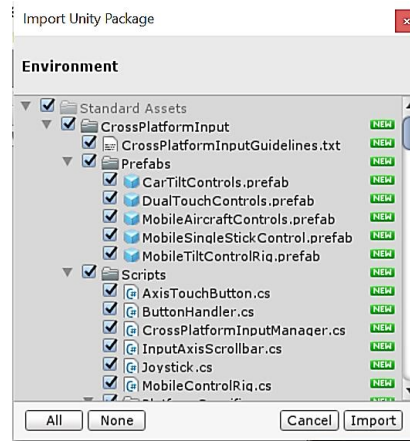 Import Unity Package
Environment
Standard Assets
CrossPlatformInput NEW
CrossPlatformInputGuidelines.txt NEW
Prefabs NEW
CarTiltControls.prefab NEW
DualTouchControls.prefab NEW
MobileAircraftControls.prefab NEW
MobileSingleStickControl.prefab NEW
MobileTiltControlRig.prefab NEW
Scripts NEW
AxisTouchButton.cs NEW
ButtonHandler.cs NEW
CrossPlatformInputManager.cs NEW
InputAxisScrollbar.cs NEW
Joystick.cs NEW
MobileControlRig.cs NEW
All None Cancel Import